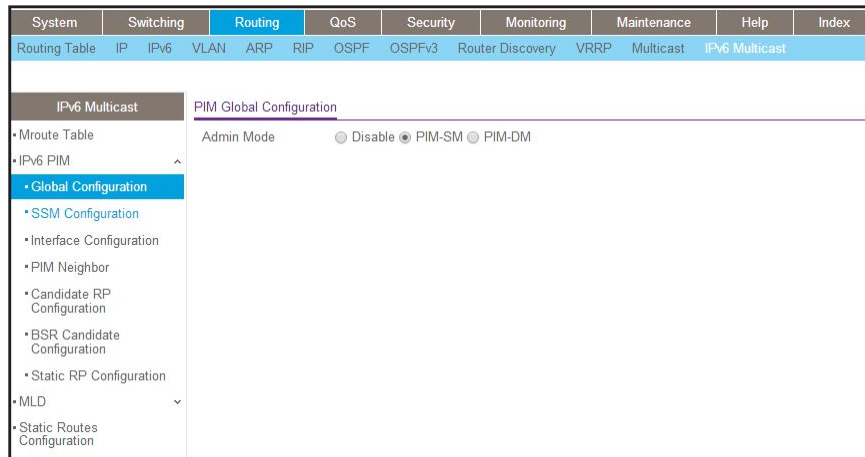 System Switching Routing QoS Security Monitoring Maintenance Help Index
Routing Table IP IPv6 VLAN ARP RIP OSPF OSPFv3 Router Discovery VRRP Multicast IPv6 Multicast
IPv6 Multicast
Mroute Table
IPv6 PIM
Global Configuration
SSM Configuration
Interface Configuration
PIM Neighbor
Candidate RP
Configuration
BSR Candidate
Configuration
Static RP Configuration
MLD
Static Routes
Configuration
PIM Global Configuration
Admin Mode Disable PIM-SM PIM-DM